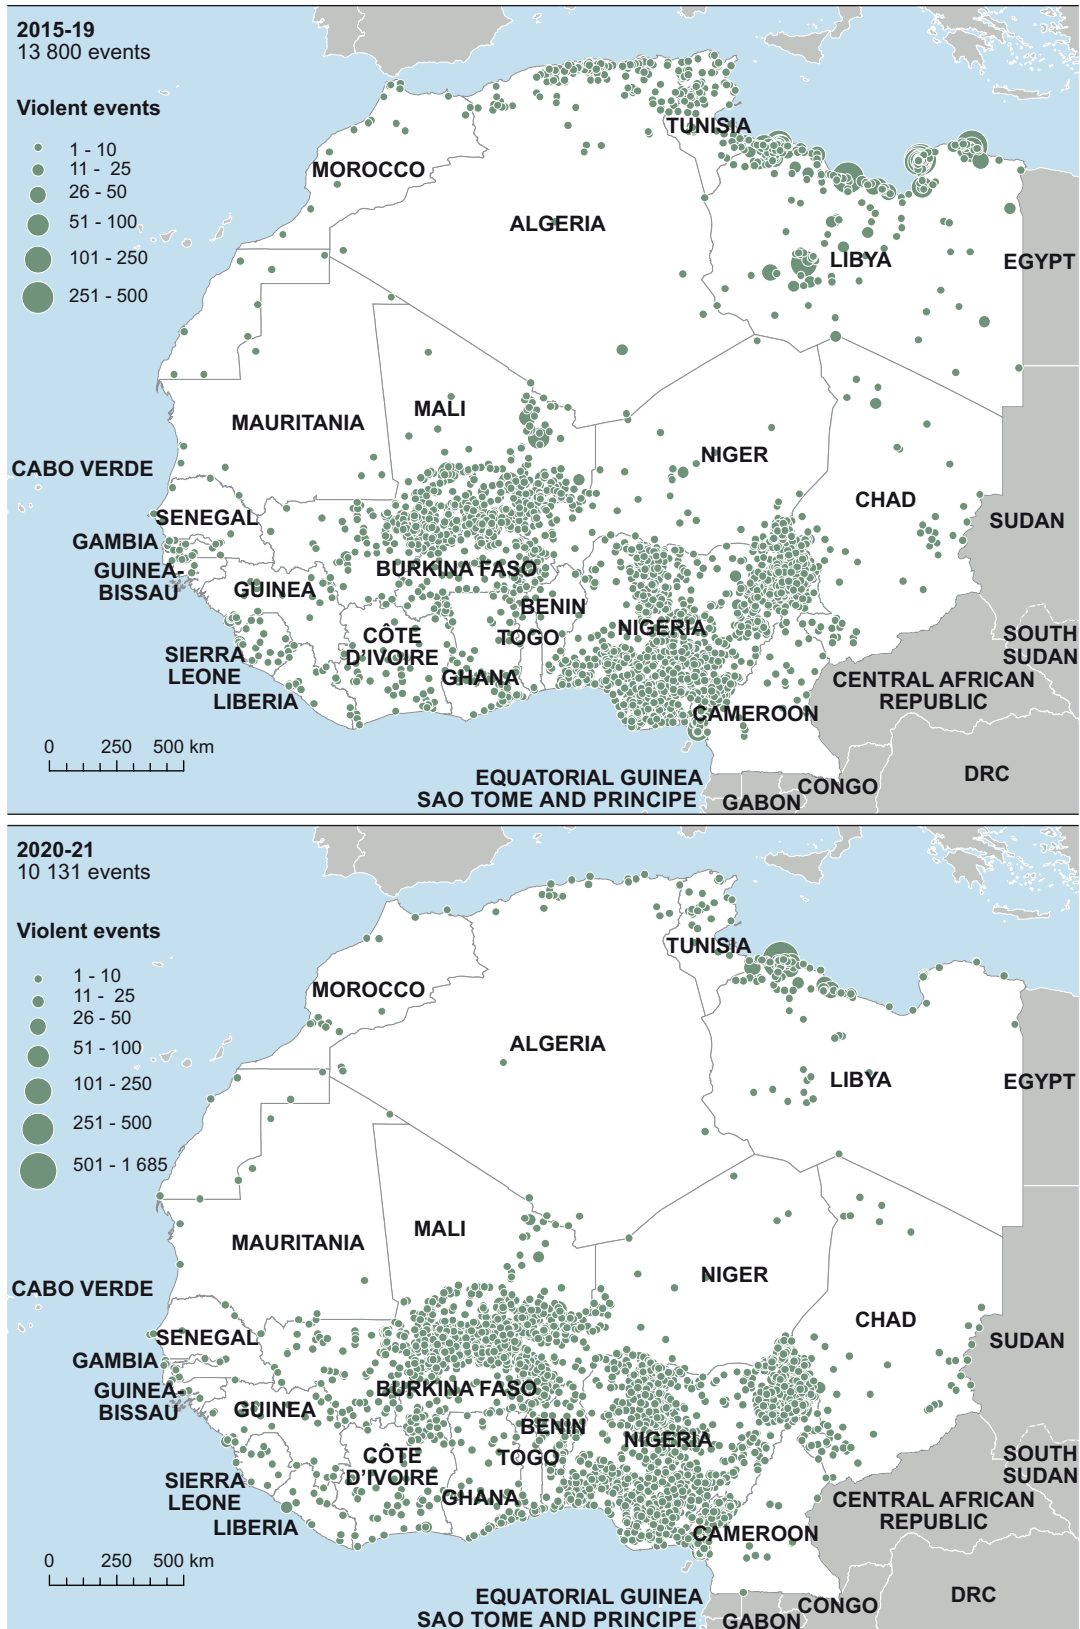 2015-19
13 800 events
Violent events
1 - 10
11 - 25
26 - 50
51 - 100
101 - 250
251 - 500
TUNISIA
MOROCCO
ALGERIA
LIBYA
EGYPT
MAURITANIA
MALI
NIGER
CABO VERDE
CHAD
SENEGAL
SUDAN
GAMBIA
GUINEA-
BISSAU
GUINEA
BURKINA FASO
BENIN
NIGERIA
TOGO
CÔTE
D'IVOIRE
SOUTH
SUDAN
SIERRA
LEONE
GHANA
LIBERIA
CENTRAL AFRICAN
REPUBLIC
CAMEROON
0 250 500 km
EQUATORIAL GUINEA
SAO TOME AND PRINCIPE
GABON
CONGO
DRC
2020-21
10 131 events
Violent events
1 - 10
11 - 25
26 - 50
51 - 100
101 - 250
251 - 500
501 - 1 685
TUNISIA
MOROCCO
ALGERIA
LIBYA
EGYPT
MAURITANIA
MALI
NIGER
CABO VERDE
CHAD
SENEGAL
SUDAN
GAMBIA
GUINEA-
BISSAU
GUINEA
BURKINA FASO
BENIN
NIGERIA
TOGO
CÔTE
D'IVOIRE
SOUTH
SUDAN
SIERRA
LEONE
GHANA
LIBERIA
CENTRAL AFRICAN
REPUBLIC
CAMEROON
0 250 500 km
EQUATORIAL GUINEA
SAO TOME AND PRINCIPE
GABON
CONGO
DRC